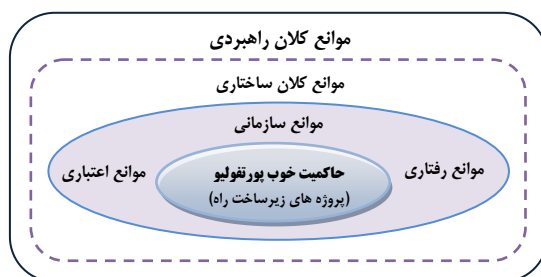 موانع کلان راهبردی
موانع کلان ساختاری
موانع سازمانی
موانع رفتاری
موانع اعتباری
حاکمیت خوب پورتفولیو
(پروژه های زیرساخت راه)